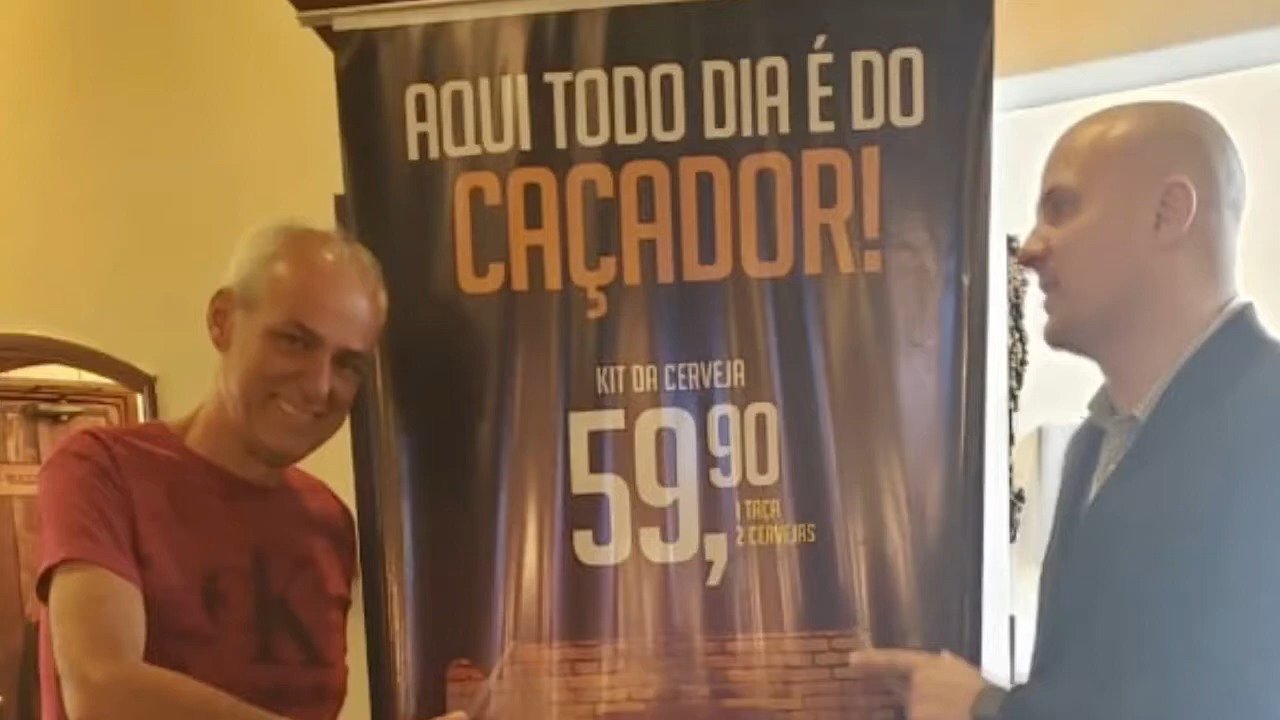 AQUI TODO DIA É DO
CAÇADOR!
KIT DA CERVEJA
59,90
1 TAÇA
2 CERVEJAS